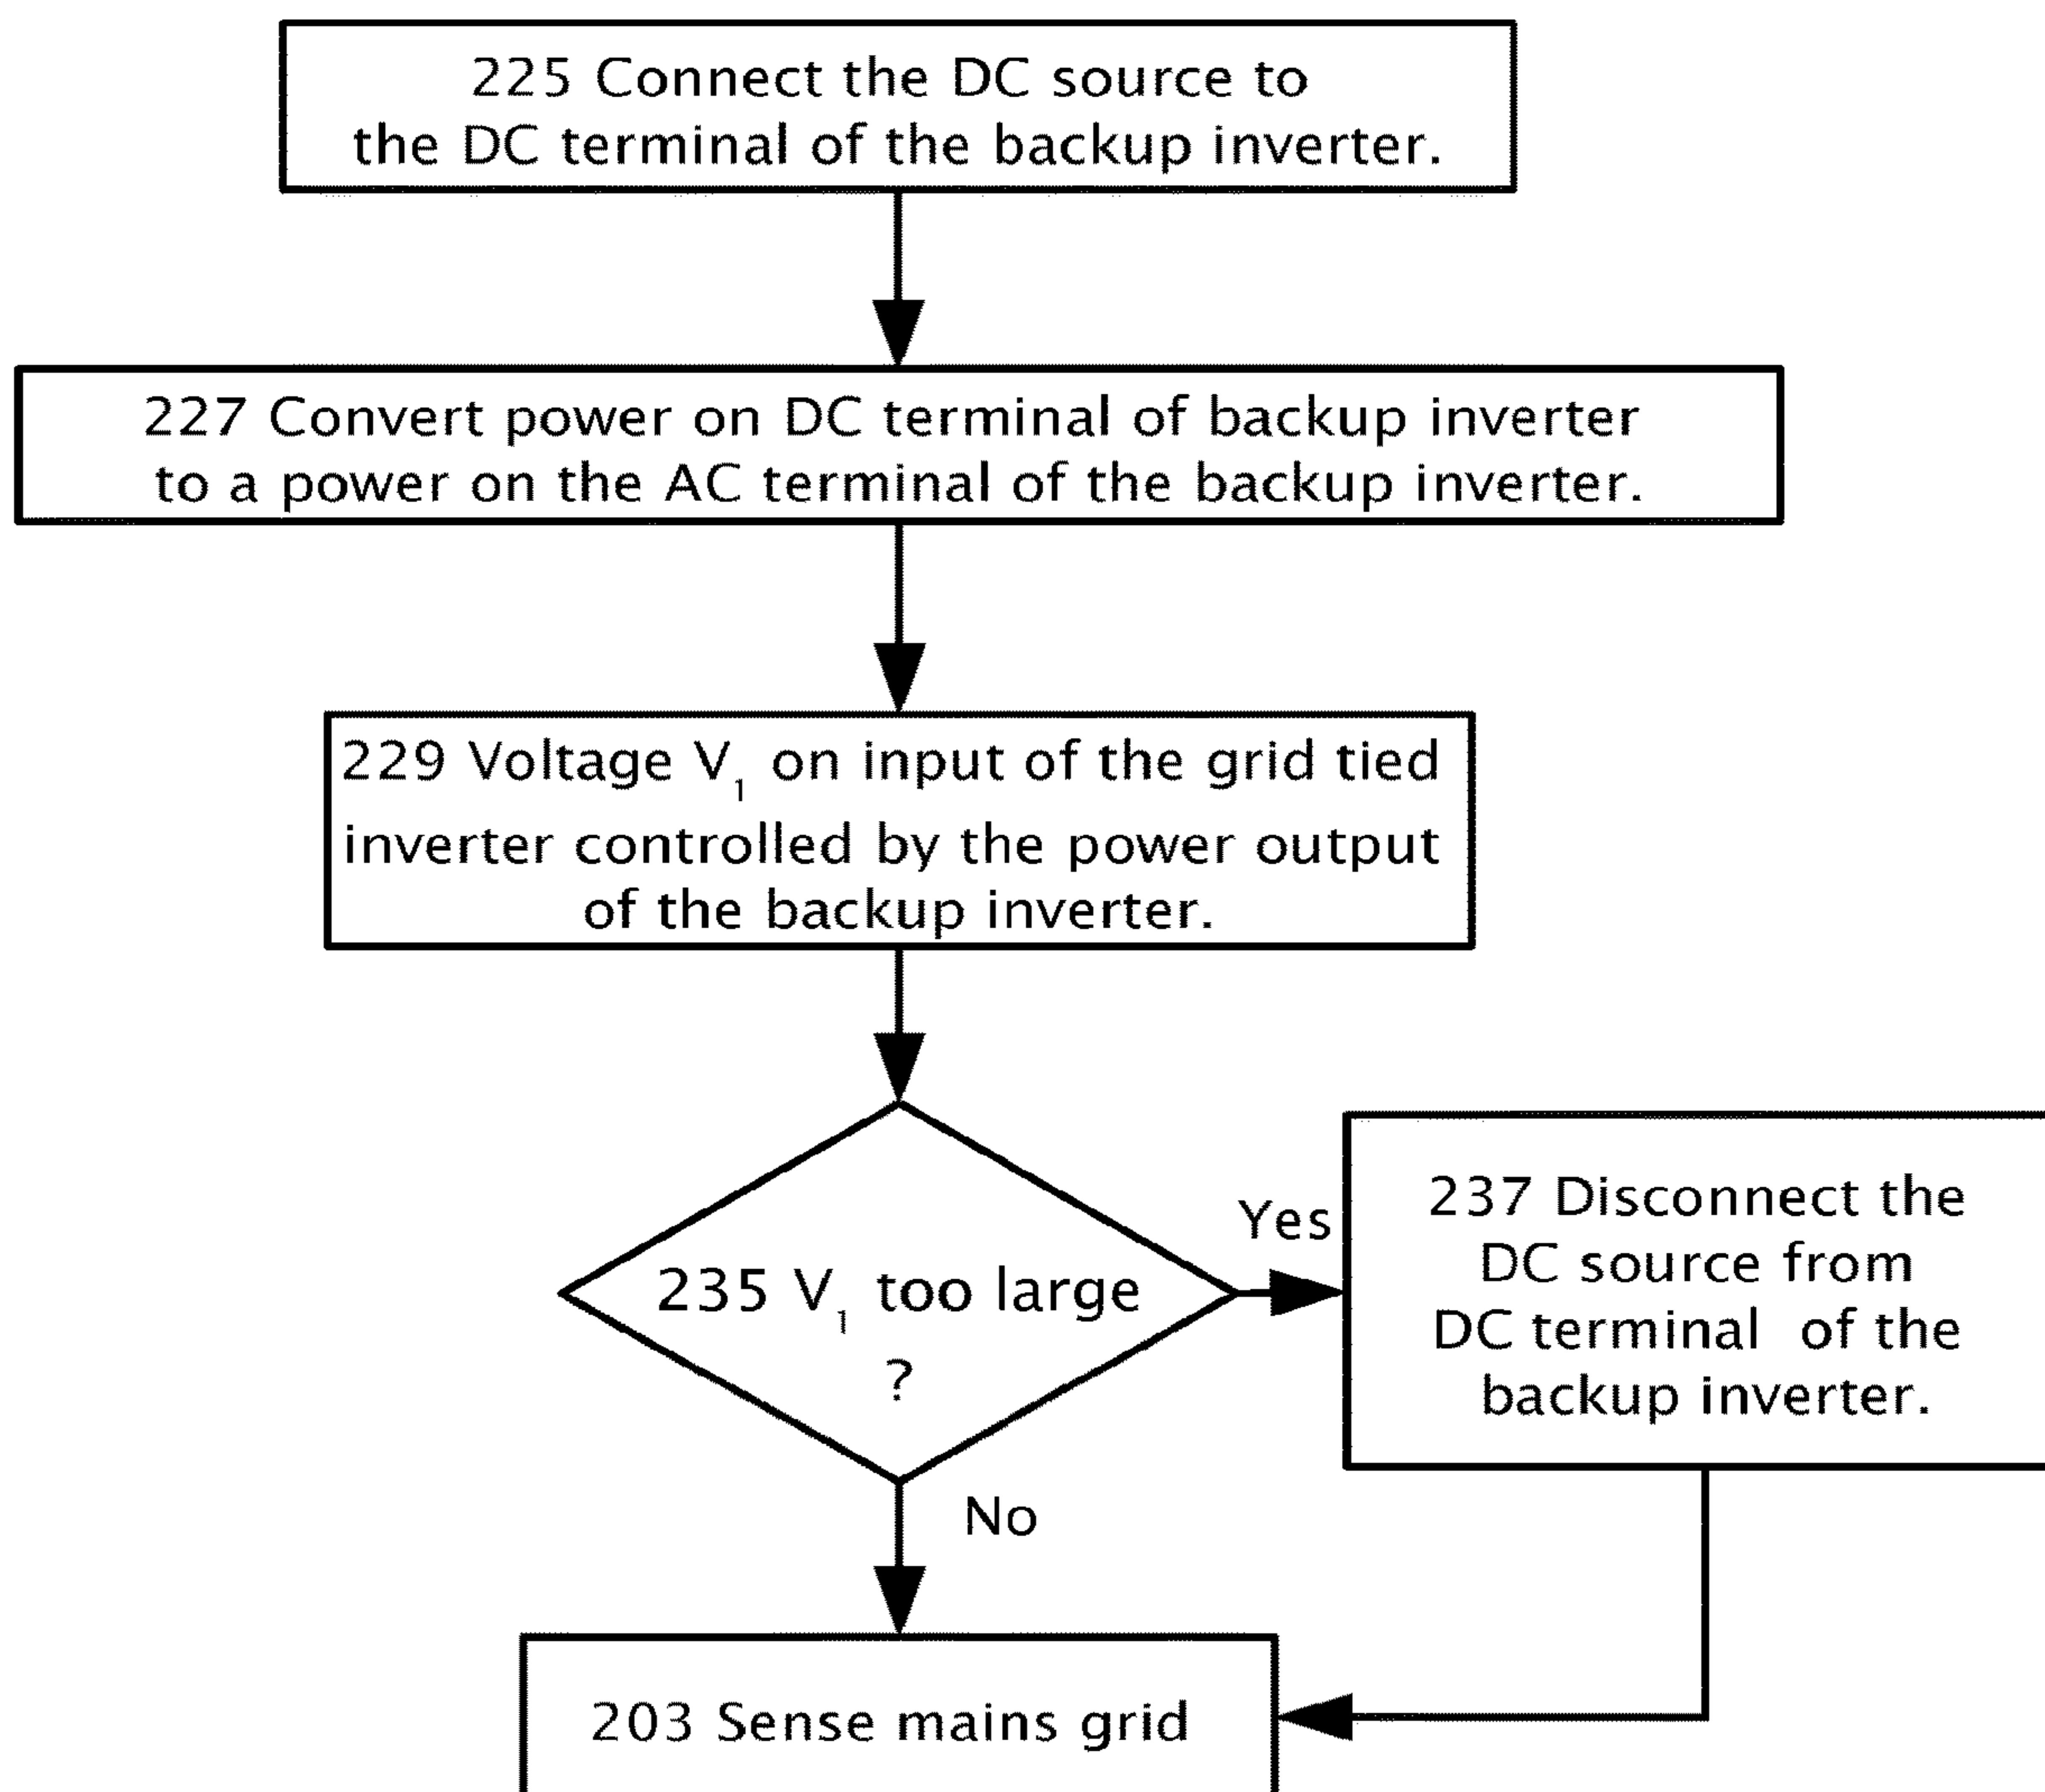 225 Connect the DC source to
the DC terminal of the backup inverter.
227 Convert power on DC terminal of backup inverter
to a power on the AC terminal of the backup inverter.
229 Voltage V₁ on input of the grid tied
inverter controlled by the power output
of the backup inverter.
235 V₁ too large
?
Yes
237 Disconnect the
DC source from
DC terminal of the
backup inverter.
No
203 Sense mains grid